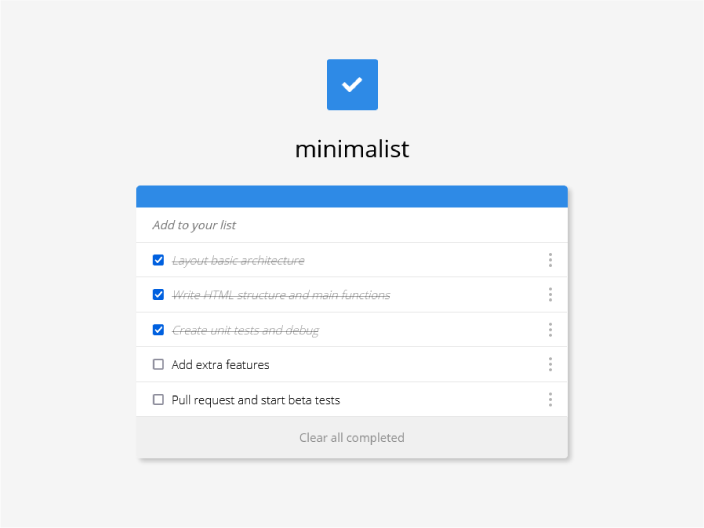 minimalist
Add to your list
Layout basic architecture
Write HTML structure and main functions
Create unit tests and debug
Add extra features
Pull request and start beta tests
Clear all completed